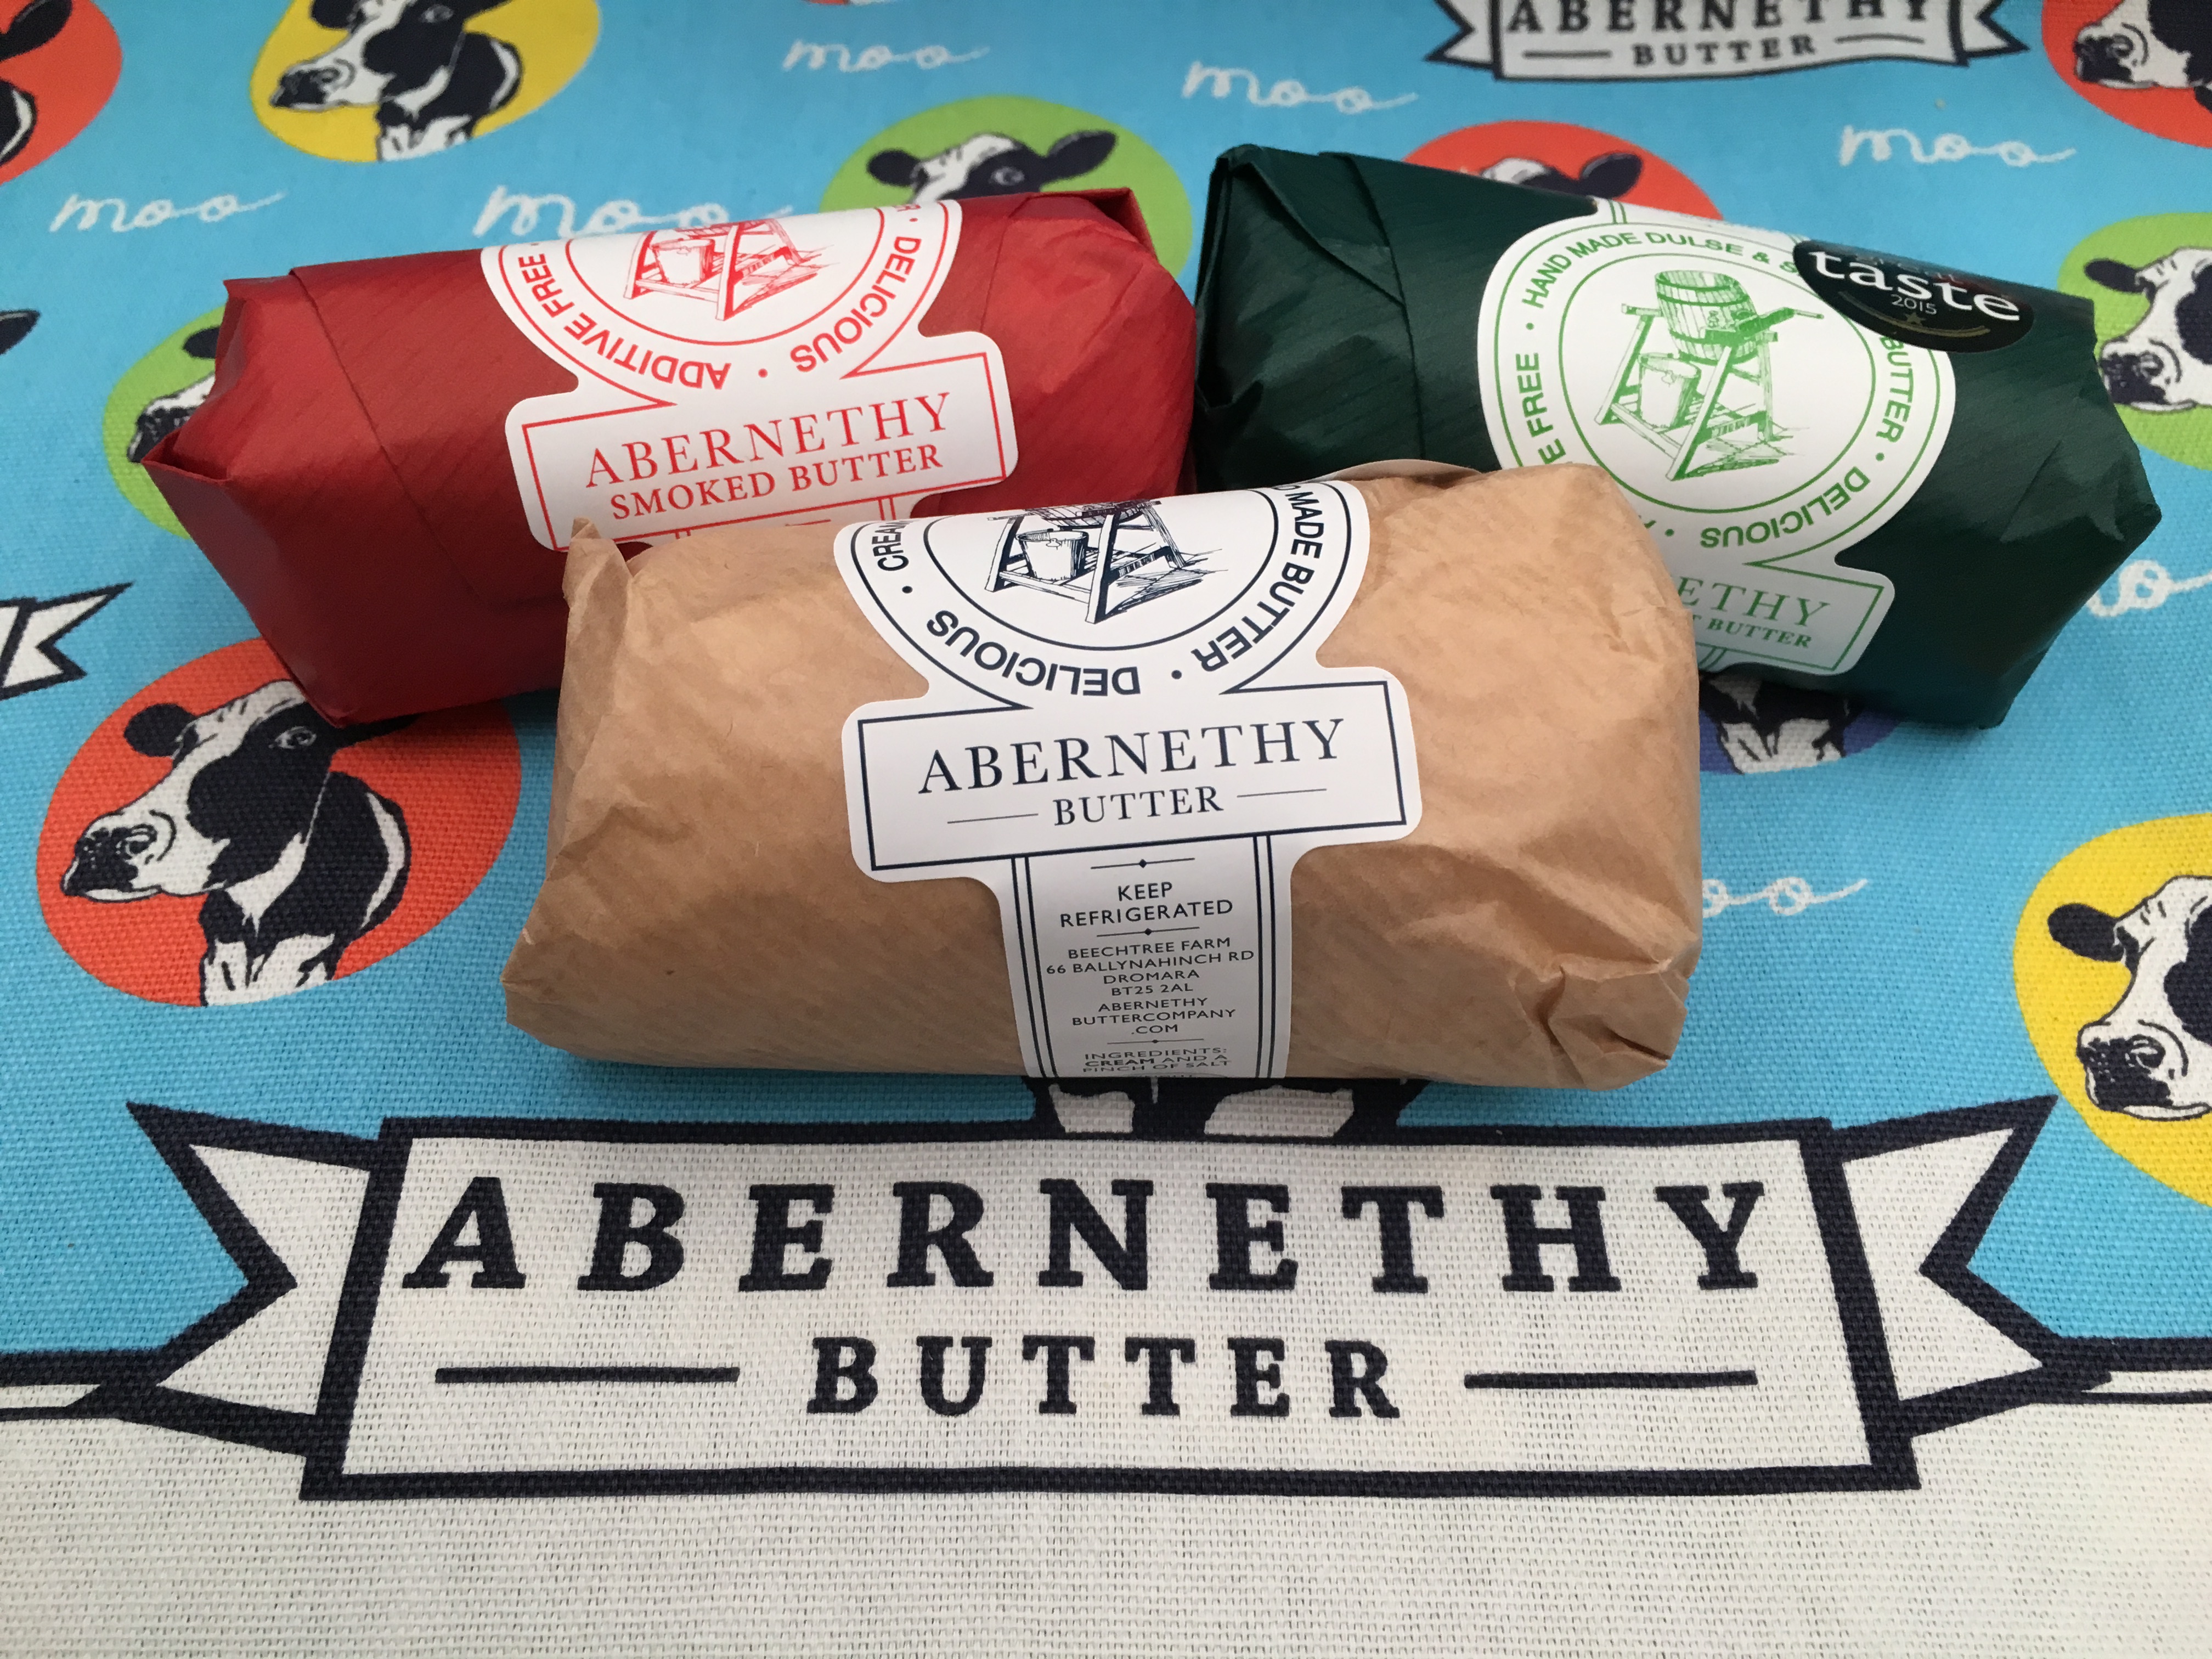 ABERNETHY
BUTTER
moo
moo
moo
moo
moo
ADDITIVE FREE • DELICIOUS
ABERNETHY
SMOKED BUTTER
HAND MADE DULSE &
BUTTER • DELICIOUS
FREE
taste
2015
BUTTER
MADE BUTTER • DELICIOUS
ABERNETHY
BUTTER
KEEP
REFRIGERATED
BEECHTREE FARM
66 BALLYNAHINCH RD
DROMARA
BT25 2AL
ABERNETHY
BUTTERCOMPANY
.COM
INGREDIENTS:
CREAM AND A
PINCH OF SALT
ABERNETHY
BUTTER